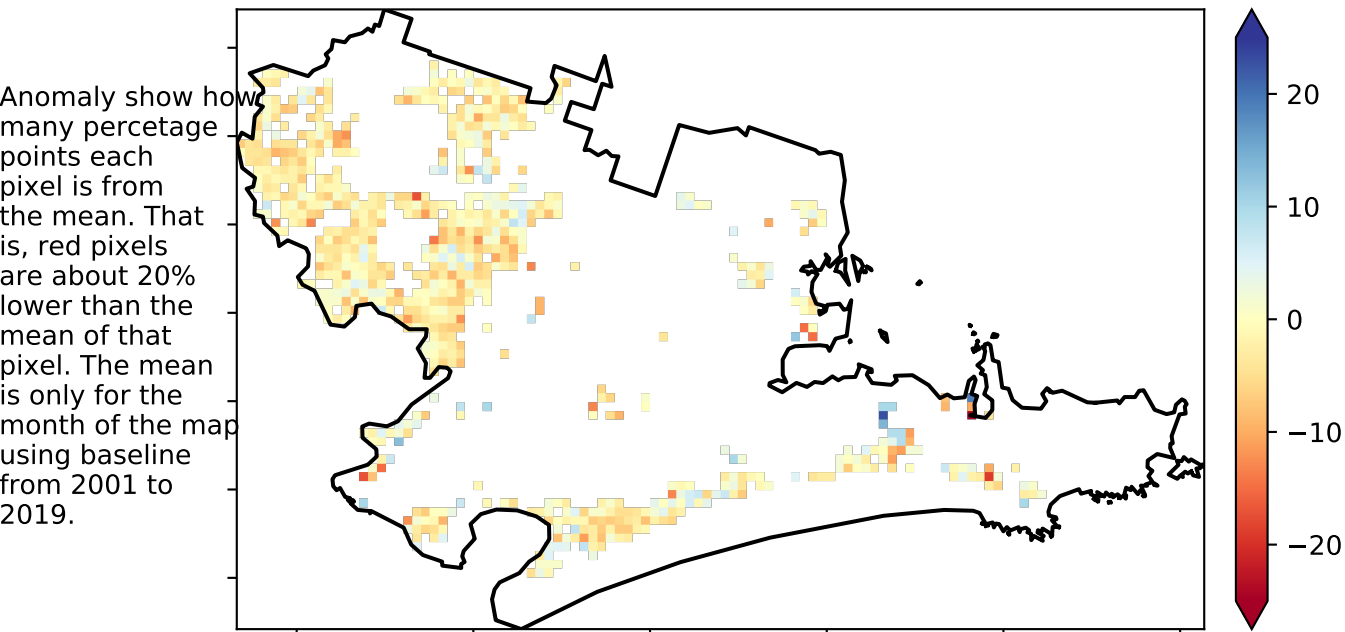 Anomaly show how
many percetage
points each
pixel is from
the mean. That
is, red pixels
are about 20%
lower than the
mean of that
pixel. The mean
is only for the
month of the map
using baseline
from 2001 to
2019.
20
10
0
−10
−20